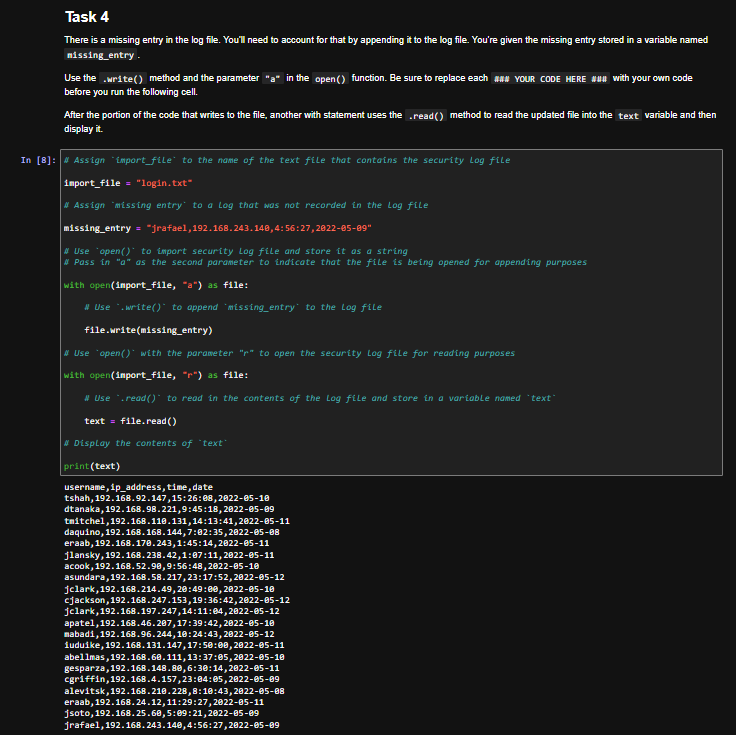 Task 4
There is a missing entry in the log file. You'll need to account for that by appending it to the log file. You're given the missing entry stored in a variable named
missing_entry .
Use the .write() method and the parameter "a" in the open() function. Be sure to replace each ### YOUR CODE HERE ### with your own code
before you run the following cell.
After the portion of the code that writes to the file, another with statement uses the .read() method to read the updated file into the text variable and then
display it.
In [8]: # Assign `import_file` to the name of the text file that contains the security log file
import_file = "login.txt"
# Assign `missing entry` to a log that was not recorded in the log file
missing_entry = "jrafael,192.168.243.140,4:56:27,2022-05-09"
# Use `open()` to import security log file and store it as a string
# Pass in "a" as the second parameter to indicate that the file is being opened for appending purposes
with open(import_file, "a") as file:
# Use `.write()` to append `missing_entry` to the log file
file.write(missing_entry)
# Use `open()` with the parameter "r" to open the security log file for reading purposes
with open(import_file, "r") as file:
# Use `.read()` to read in the contents of the log file and store in a variable named `text`
text = file.read()
# Display the contents of `text`
print(text)
username,ip_address,time,date
tshah,192.168.92.147,15:26:08,2022-05-10
dtanaka,192.168.98.221,9:45:18,2022-05-09
tmitchel,192.168.110.131,14:13:41,2022-05-11
daquino,192.168.168.144,7:02:35,2022-05-08
eraab,192.168.170.243,1:45:14,2022-05-11
jlansky,192.168.238.42,1:07:11,2022-05-11
acook,192.168.52.90,9:56:48,2022-05-10
asundara,192.168.58.217,23:17:52,2022-05-12
jclark,192.168.214.49,20:49:00,2022-05-10
cjackson,192.168.247.153,19:36:42,2022-05-12
jclark,192.168.197.247,14:11:04,2022-05-12
apatel,192.168.46.207,17:39:42,2022-05-10
mabadi,192.168.96.244,10:24:43,2022-05-12
iuduike,192.168.131.147,17:50:00,2022-05-11
abellmas,192.168.60.111,13:37:05,2022-05-10
gesparza,192.168.148.80,6:30:14,2022-05-11
cgriffin,192.168.4.157,23:04:05,2022-05-09
alevitsk,192.168.210.228,8:10:43,2022-05-08
eraab,192.168.24.12,11:29:27,2022-05-11
jsoto,192.168.25.60,5:09:21,2022-05-09
jrafael,192.168.243.140,4:56:27,2022-05-09